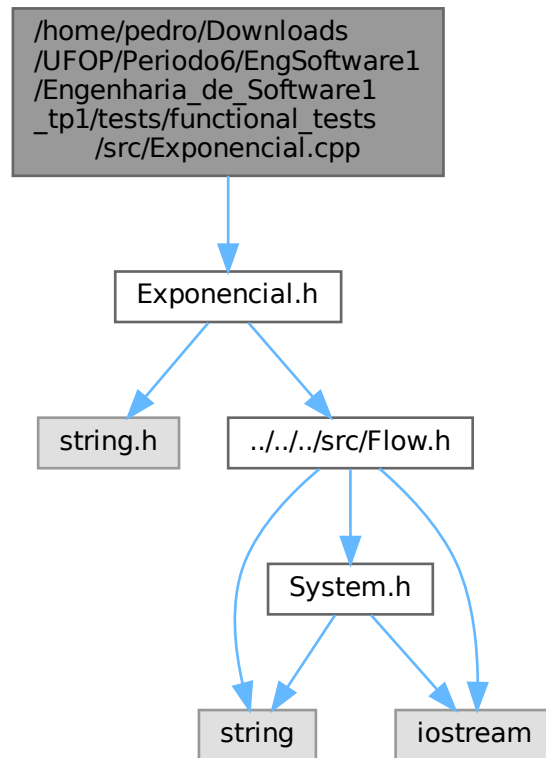 /home/pedro/Downloads
/UFOP/Periodo6/EngSoftware1
/Engenharia_de_Software1
_tp1/tests/functional_tests
/src/Exponencial.cpp
Exponencial.h
string.h
../../../src/Flow.h
System.h
string
iostream